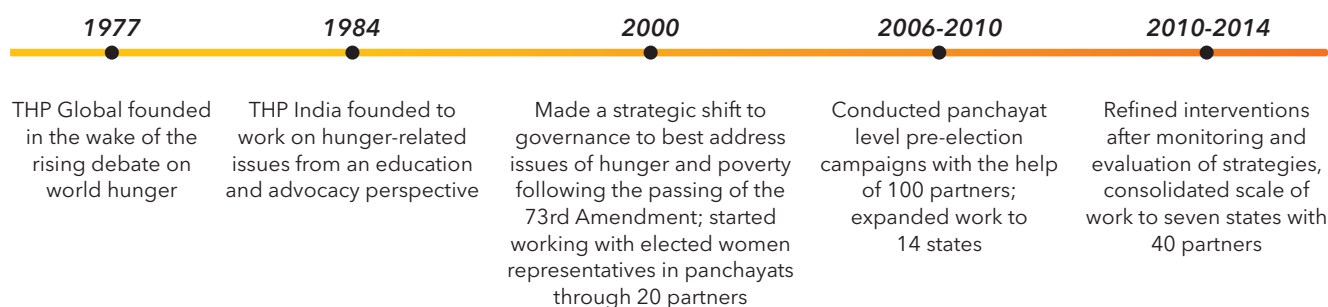 1977
THP Global founded
in the wake of the
rising debate on
world hunger
1984
THP India founded to
work on hunger-related
issues from an education
and advocacy perspective
2000
Made a strategic shift to
governance to best address
issues of hunger and poverty
following the passing of the
73rd Amendment; started
working with elected women
representatives in panchayats
through 20 partners
2006-2010
Conducted panchayat
level pre-election
campaigns with the help
of 100 partners;
expanded work to
14 states
2010-2014
Refined interventions
after monitoring and
evaluation of strategies,
consolidated scale of
work to seven states with
40 partners